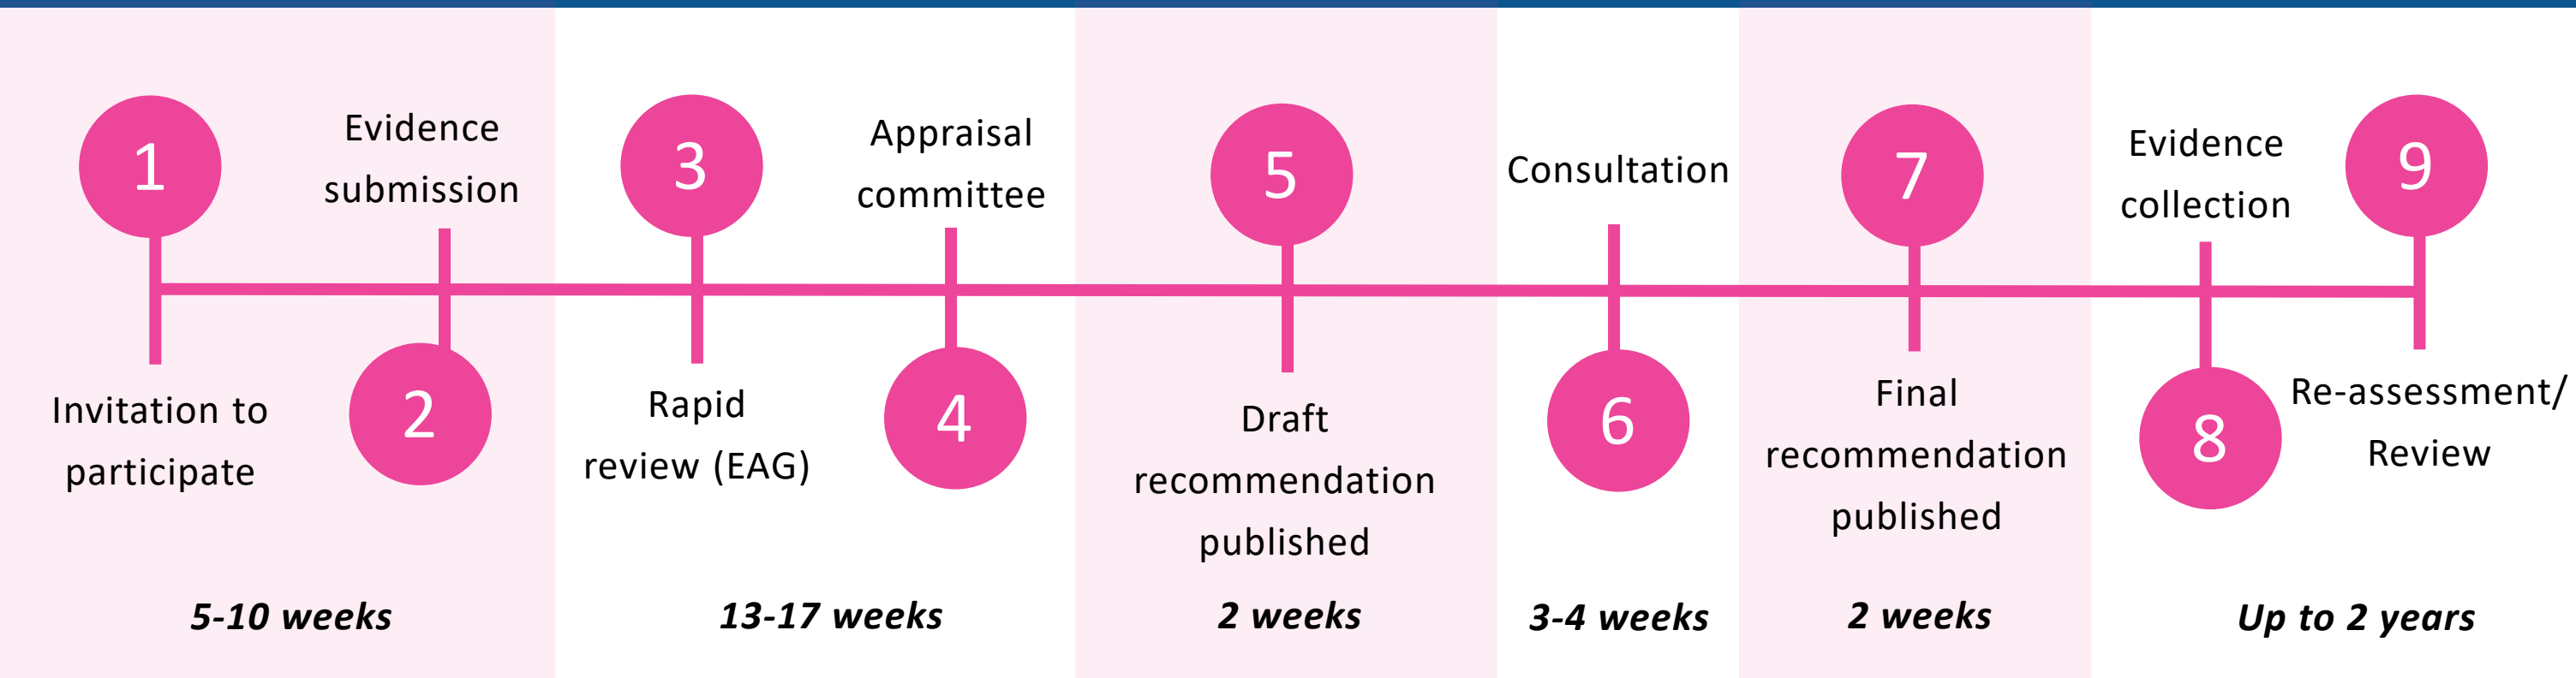 1
Invitation to
participate
Evidence
submission
2
3
Rapid
review (EAG)
Appraisal
committee
4
5
Draft
recommendation
published
Consultation
6
7
Final
recommendation
published
Evidence
collection
8
9
Re-assessment/
Review
5-10 weeks
13-17 weeks
2 weeks
3-4 weeks
2 weeks
Up to 2 years